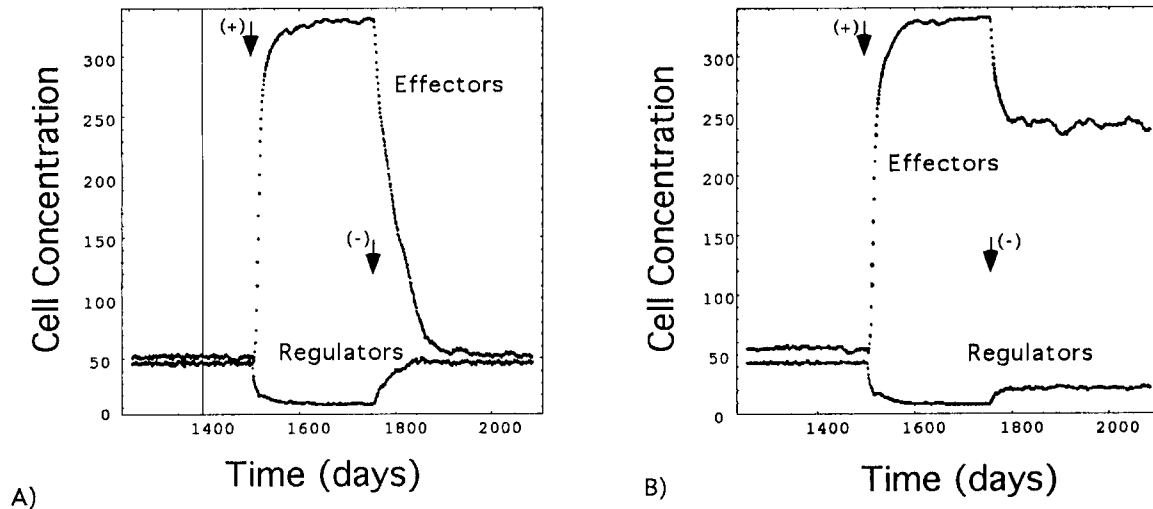 Cell Concentration
300
250
200
150
100
50
0
(+)
Effectors
(-)
Regulators
1400 1600 1800 2000
Time (days)
A)
Cell Concentration
300
250
200
150
100
50
0
(+)
Effectors
(-)
Regulators
1400 1600 1800 2000
Time (days)
B)